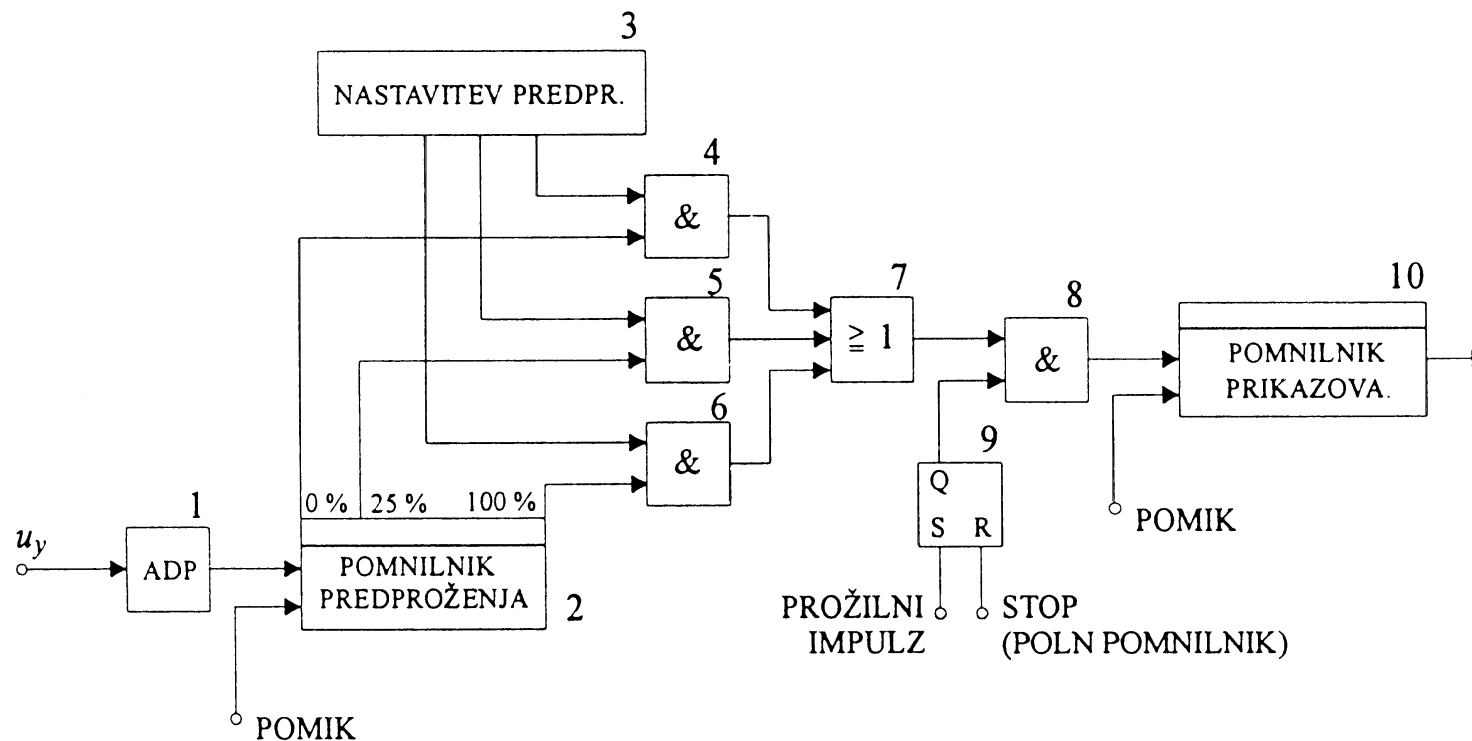 3
NASTAVITEV PREDPR.
4
&
5
&
6
&
7
≧ 1
8
&
9
Q
S R
10
POMNILNIK
PRIKAZOVA.
POMIK
0 % 25 % 100 %
1
ADP
u_y
POMNILNIK
PREDPROŽENJA
2
POMIK
PROŽILNI
IMPULZ
STOP
(POLN POMNILNIK)